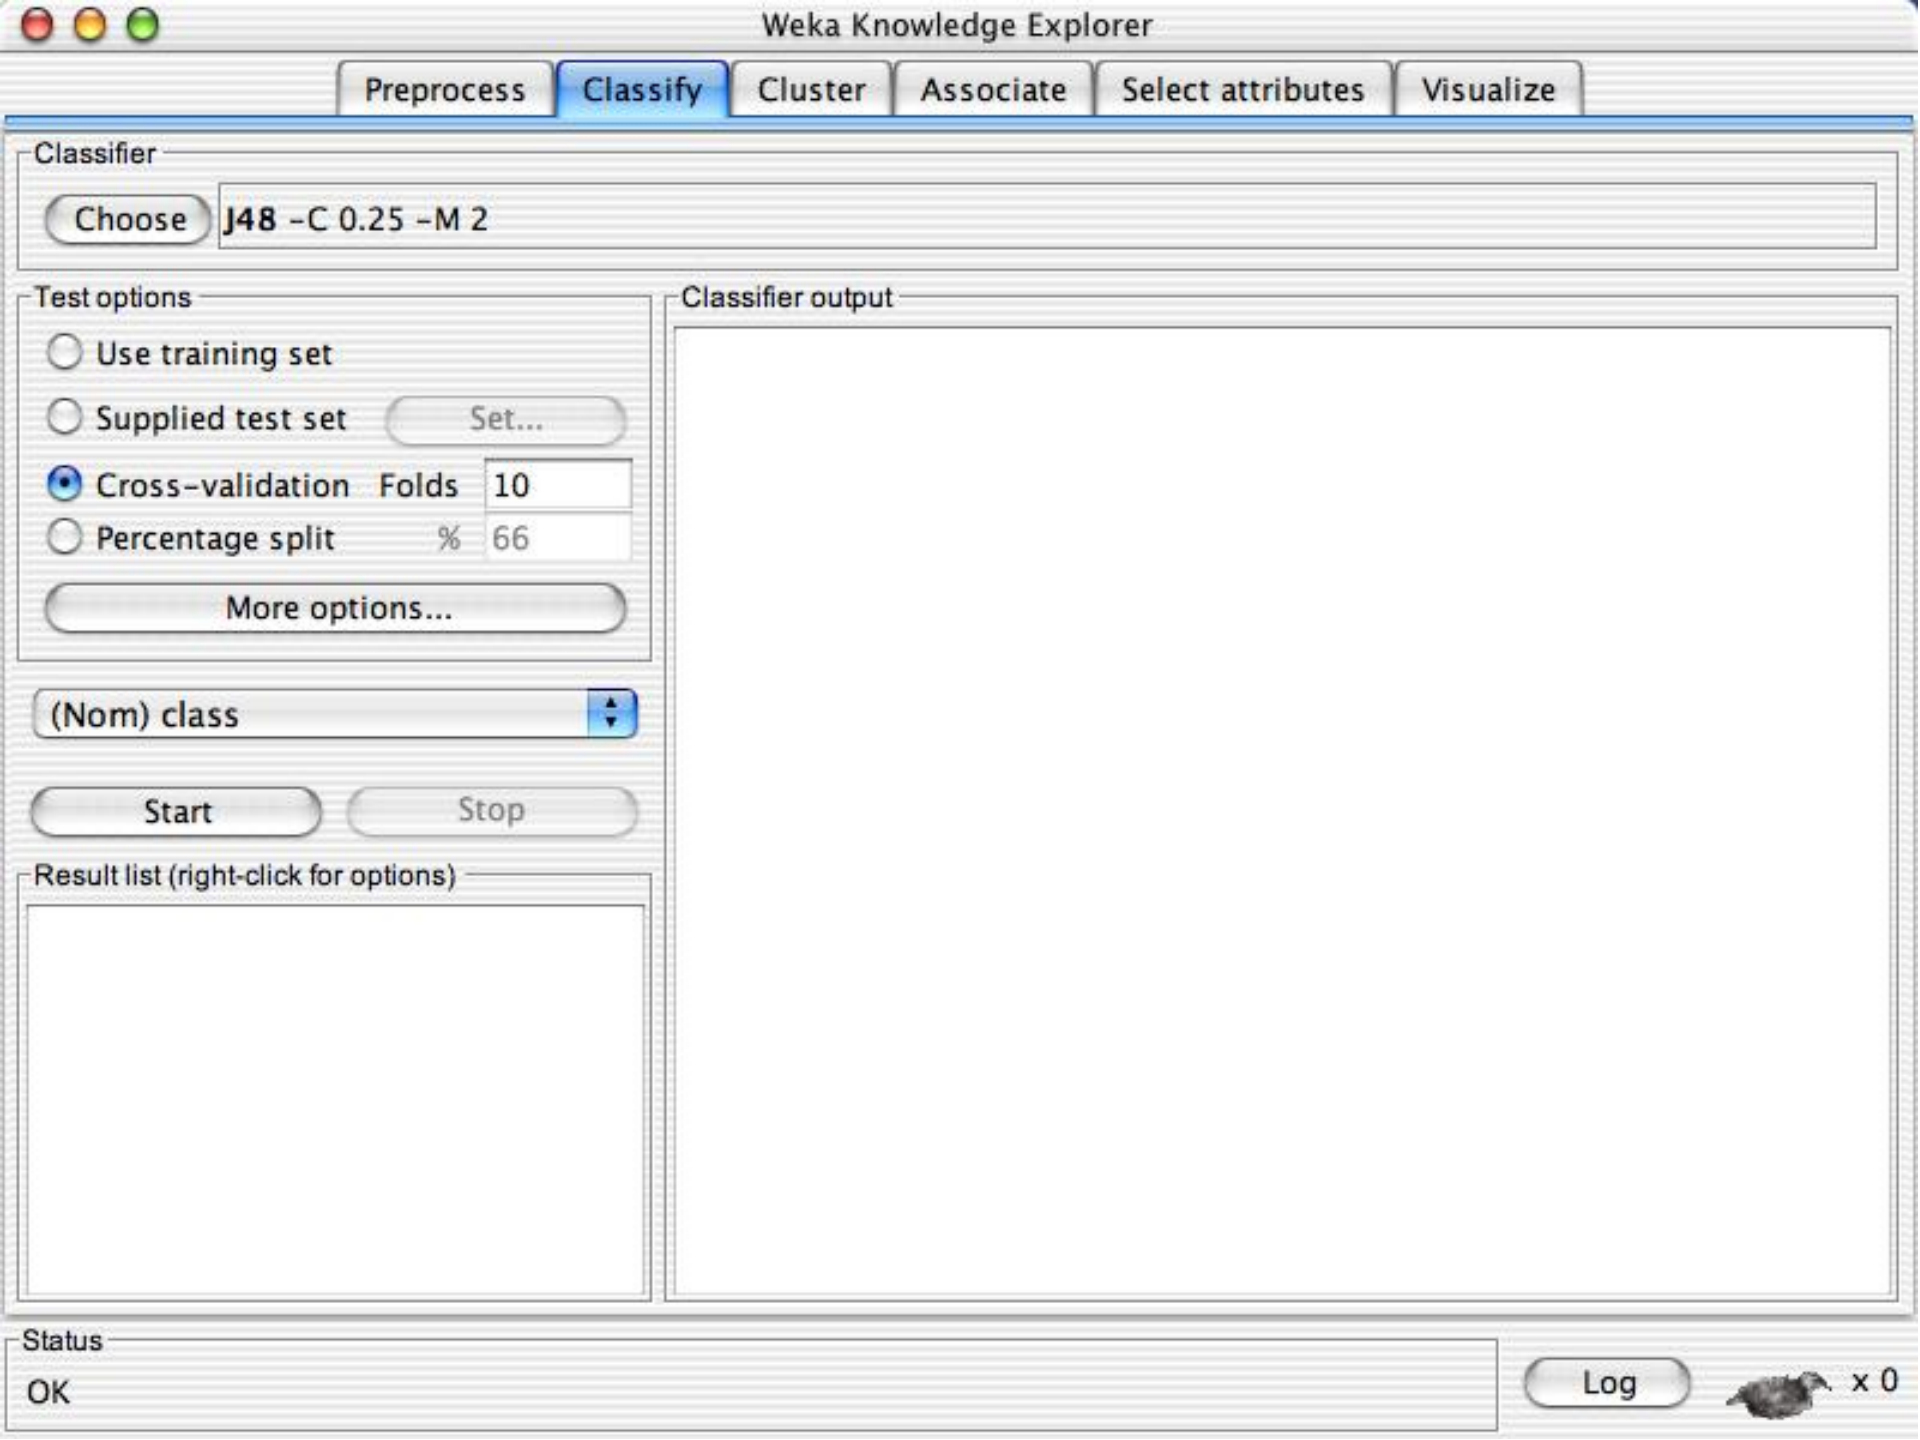 Weka Knowledge Explorer
Preprocess Classify Cluster Associate Select attributes Visualize
Classifier
Choose J48 -C 0.25 -M 2
Test options
Use training set
Supplied test set Set...
Cross-validation Folds 10
Percentage split % 66
More options...
(Nom) class
Start Stop
Result list (right-click for options)
Classifier output
Status
OK
Log x 0